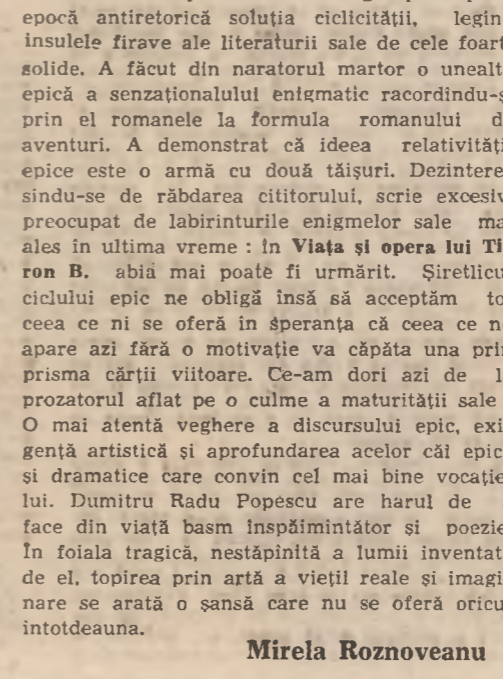 epocă antiretorică soluția ciclicității, legin
insulele firave ale literaturii sale de cele foart
solide. A făcut din naratorul martor o unealt
epică a senzaționalului enigmatic racordindu-ș
prin el romanele la formula romanului d
aventuri. A demonstrat că ideea relativități
epice este o armă cu două tăișuri. Dezintere
sindu-se de răbdarea cititorului, scrie excesiv
preocupat de labirinturile enigmelor sale ma
ales în ultima vreme : în Viața și opera lui Ti
ron B. abia mai poate fi urmărit. Șiretlicu
ciclului epic ne obligă însă să acceptăm to
ceea ce ni se oferă în speranța că ceea ce n
apare azi fără o motivație va căpăta una prin
prisma cărții viitoare. Ce-am dori azi de l
prozatorul aflat pe o culme a maturității sale
O mai atentă veghere a discursului epic, exi
gență artistică și aprofundarea acelor căi epic
și dramatice care convin cel mai bine vocație
lui. Dumitru Radu Popescu are harul de
face din viață basm înspăimîntător și poezie
În foiala tragică, nestăpînită a lumii inventat
de el, topirea prin artă a vieții reale și imagi
nare se arată o șansă care nu se oferă oricu
intotdeauna.
Mirela Roznoveanu